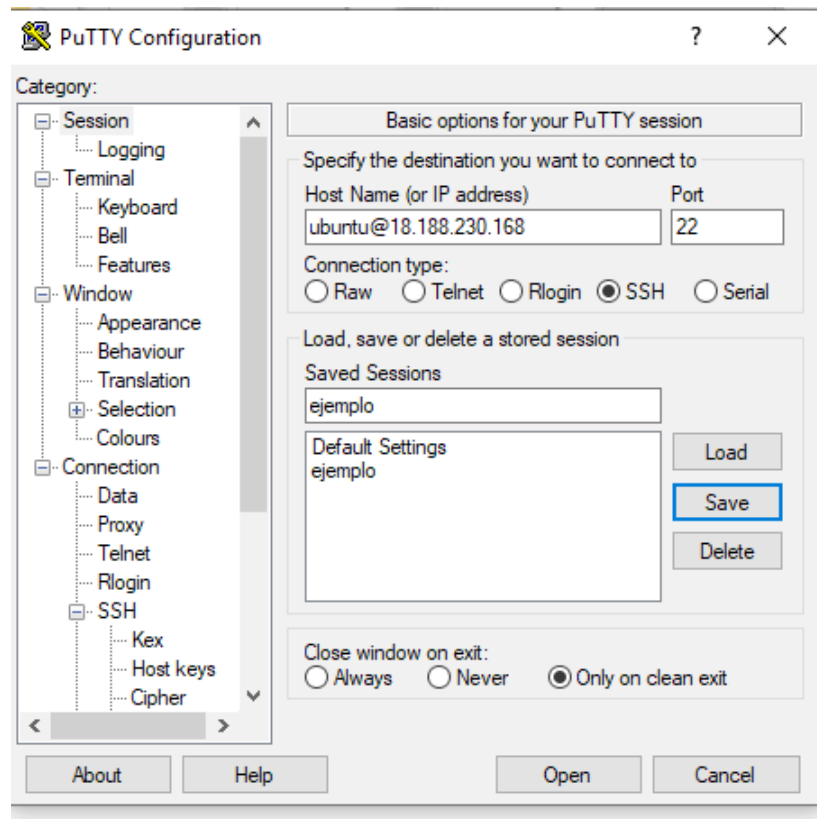 PuTTY Configuration
?
Category:
Session
Logging
Terminal
Keyboard
Bell
Features
Window
Appearance
Behaviour
Translation
Selection
Colours
Connection
Data
Proxy
Telnet
Rlogin
SSH
Kex
Host keys
Cipher
Basic options for your PuTTY session
Specify the destination you want to connect to
Host Name (or IP address) Port
ubuntu@18.188.230.168 22
Connection type:
Raw Telnet Rlogin SSH Serial
Load, save or delete a stored session
Saved Sessions
ejemplo
Default Settings
ejemplo
Load
Save
Delete
Close window on exit:
Always Never Only on clean exit
About Help Open Cancel